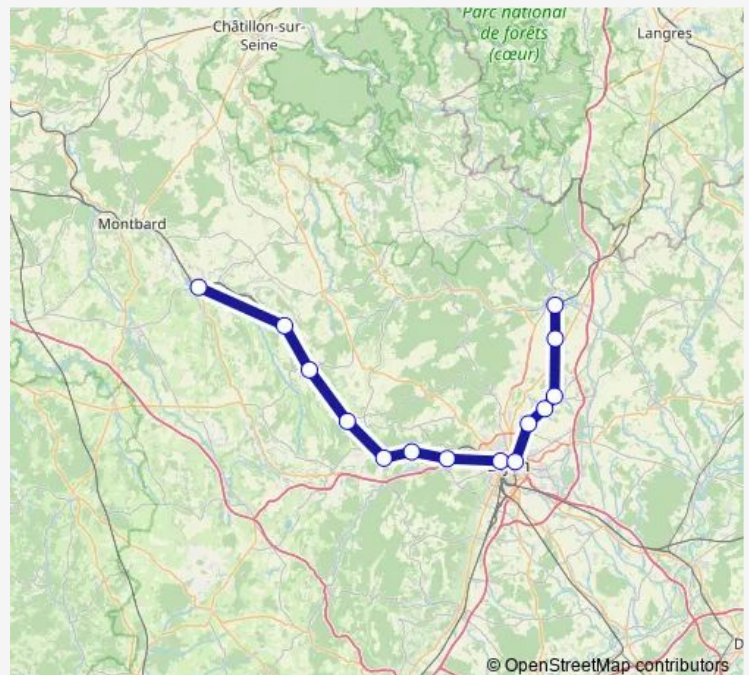 Parc national
de forêts
(cœur)
Châtillon-sur-
Seine
Langres
Montbard
D
© OpenStreetMap contributors